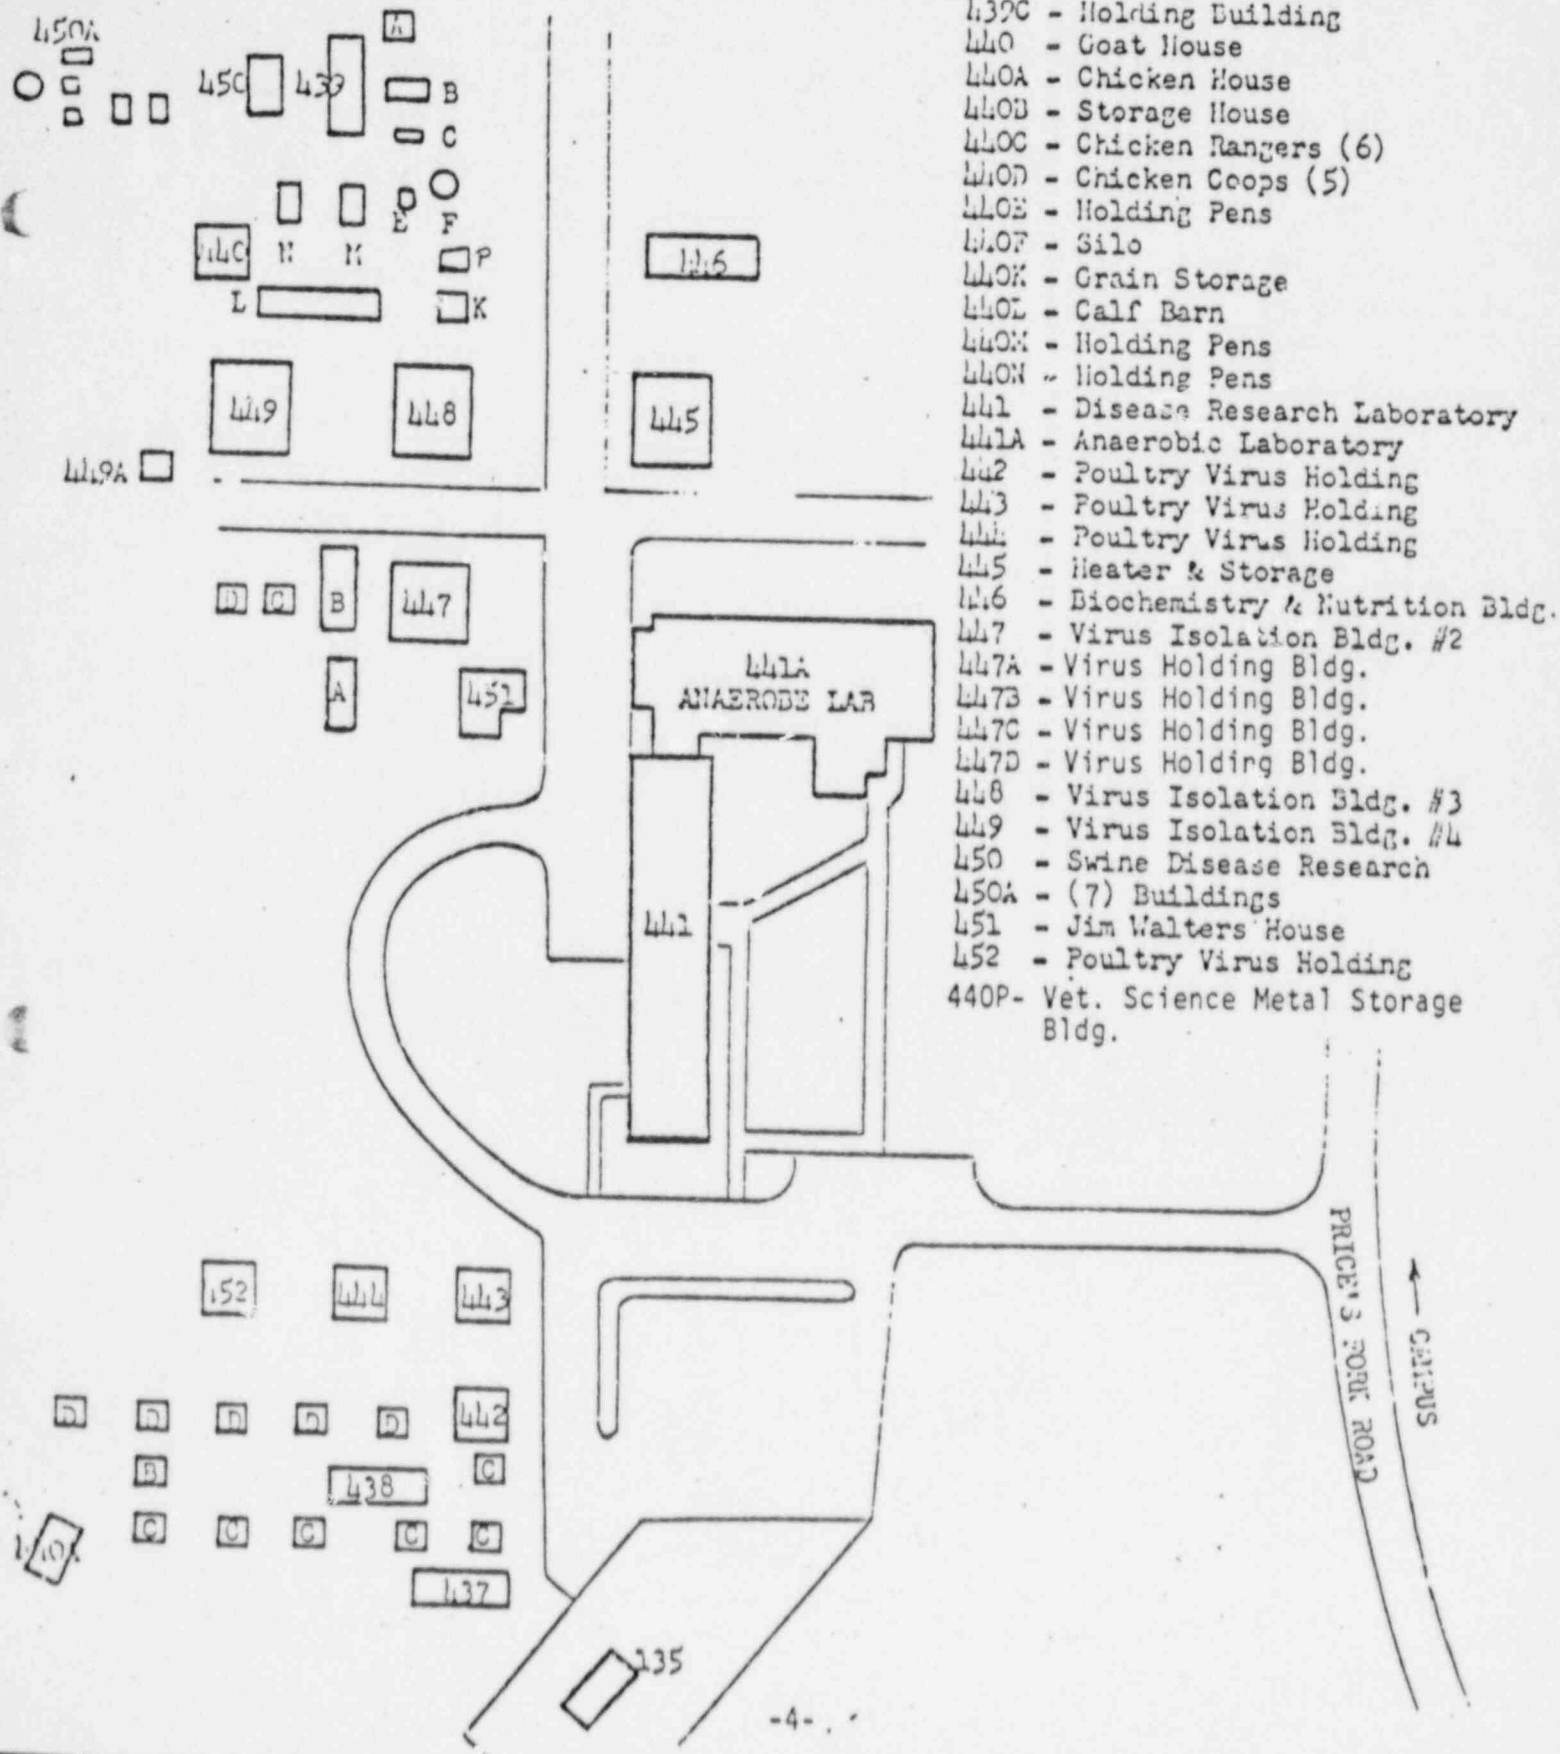 439C - Holding Building
440 - Goat House
440A - Chicken House
440B - Storage House
440C - Chicken Rangers (6)
440D - Chicken Coops (5)
440E - Holding Pens
440F - Silo
440K - Grain Storage
440L - Calf Barn
440M - Holding Pens
440N - Holding Pens
441 - Disease Research Laboratory
441A - Anaerobic Laboratory
442 - Poultry Virus Holding
443 - Poultry Virus Holding
444 - Poultry Virus Holding
445 - Heater & Storage
446 - Biochemistry & Nutrition Bldg.
447 - Virus Isolation Bldg. #2
447A - Virus Holding Bldg.
447B - Virus Holding Bldg.
447C - Virus Holding Bldg.
447D - Virus Holding Bldg.
448 - Virus Isolation Bldg. #3
449 - Virus Isolation Bldg. #4
450 - Swine Disease Research
450A - (7) Buildings
451 - Jim Walters House
452 - Poultry Virus Holding
440P- Vet. Science Metal Storage
Bldg.
450A
A
450
439
B
C
E
F
440
N
M
P
446
L
K
449
448
445
449A
D
C
B
447
A
451
441A
ANAEROBE LAB
441
452
444
443
D
D
D
D
D
442
B
438
C
C
C
C
C
C
437
135
PRICE'S FORK ROAD
← CAMPUS
-4-